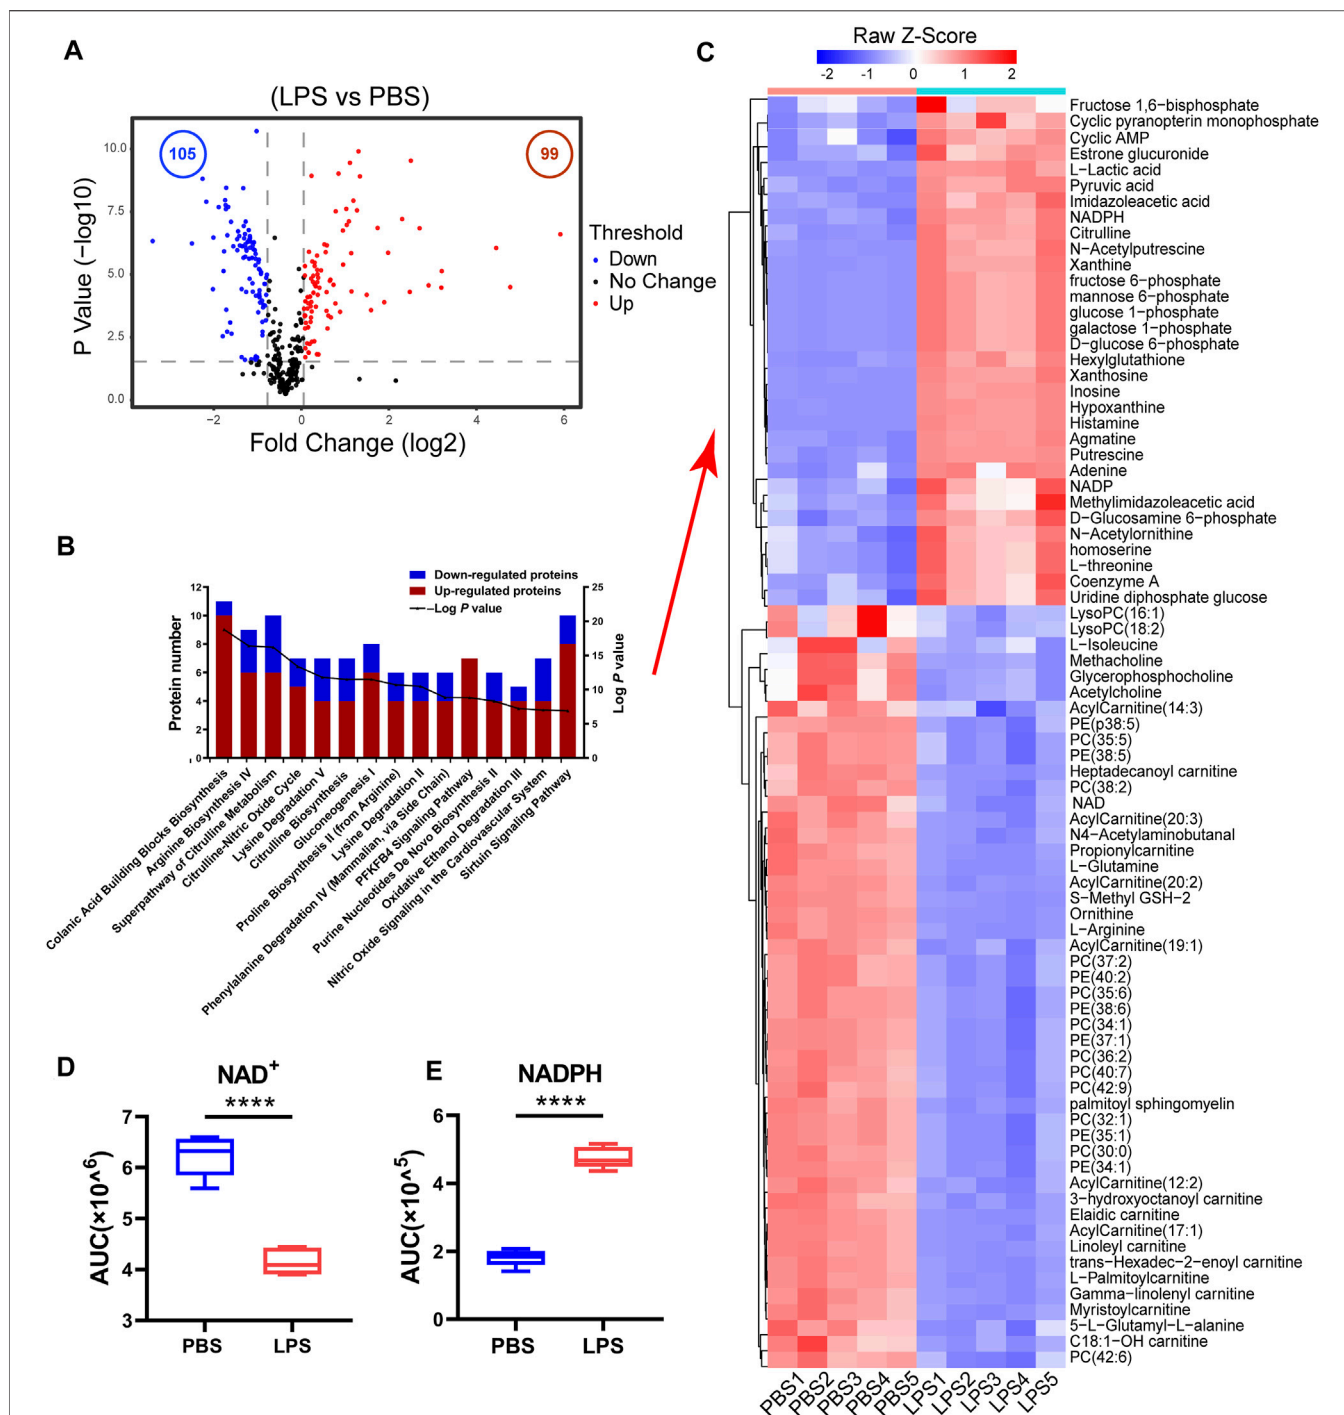 A
(LPS vs PBS)
105
99
10.0
7.5
5.0
2.5
0.0
P Value (−log10)
−2
0
2
4
6
Fold Change (log2)
Threshold
Down
No Change
Up
B
Down-regulated proteins
Up-regulated proteins
–Log P value
12
10
8
6
4
2
0
Protein number
25
20
15
10
5
0
Log P value
Colanic Acid Building Blocks Biosynthesis
Arginine Biosynthesis IV
Superpathway of Citrulline Metabolism
Citrulline-Nitric Oxide Cycle
Lysine Degradation V
Citrulline Biosynthesis
Gluconeogenesis I
Proline Biosynthesis II (from Arginine)
Lysine Degradation II
Phenylalanine Degradation IV (Mammalian, via Side Chain)
PFKFB4 Signaling Pathway
Purine Nucleotides De Novo Biosynthesis II
Oxidative Ethanol Degradation III
Nitric Oxide Signaling in the Cardiovascular System
Sirtuin Signaling Pathway
C
Raw Z-Score
-2
-1
0
1
2
Fructose 1,6−bisphosphate
Cyclic pyranopterin monophosphate
Cyclic AMP
Estrone glucuronide
L−Lactic acid
Pyruvic acid
Imidazoleacetic acid
NADPH
Citrulline
N−Acetylputrescine
Xanthine
fructose 6−phosphate
mannose 6−phosphate
glucose 1−phosphate
galactose 1−phosphate
D−glucose 6−phosphate
Hexylglutathione
Xanthosine
Inosine
Hypoxanthine
Histamine
Agmatine
Putrescine
Adenine
NADP
Methylimidazoleacetic acid
D−Glucosamine 6−phosphate
N−Acetylornithine
homoserine
L−threonine
Coenzyme A
Uridine diphosphate glucose
LysoPC(16:1)
LysoPC(18:2)
L−Isoleucine
Methacholine
Glycerophosphocholine
Acetylcholine
AcylCarnitine(14:3)
PE(p38:5)
PC(35:5)
PE(38:5)
Heptadecanoyl carnitine
PC(38:2)
NAD
AcylCarnitine(20:3)
N4−Acetylaminobutanal
Propionylcarnitine
L−Glutamine
AcylCarnitine(20:2)
S−Methyl GSH−2
Ornithine
L−Arginine
AcylCarnitine(19:1)
PC(37:2)
PE(40:2)
PC(35:6)
PE(38:6)
PC(34:1)
PE(37:1)
PC(36:2)
PC(40:7)
PC(42:9)
palmitoyl sphingomyelin
PC(32:1)
PE(35:1)
PC(30:0)
PE(34:1)
AcylCarnitine(12:2)
3−hydroxyoctanoyl carnitine
Elaidic carnitine
AcylCarnitine(17:1)
Linoleyl carnitine
trans−Hexadec−2−enoyl carnitine
L−Palmitoylcarnitine
Gamma−linolenyl carnitine
Myristoylcarnitine
5−L−Glutamyl−L−alanine
C18:1−OH carnitine
PC(42:6)
PBS1
PBS2
PBS3
PBS4
PBS5
LPS1
LPS2
LPS3
LPS4
LPS5
D
NAD+
****
7
6
5
4
3
AUC(×10^6)
PBS
LPS
E
NADPH
****
6
4
2
0
AUC(×10^5)
PBS
LPS